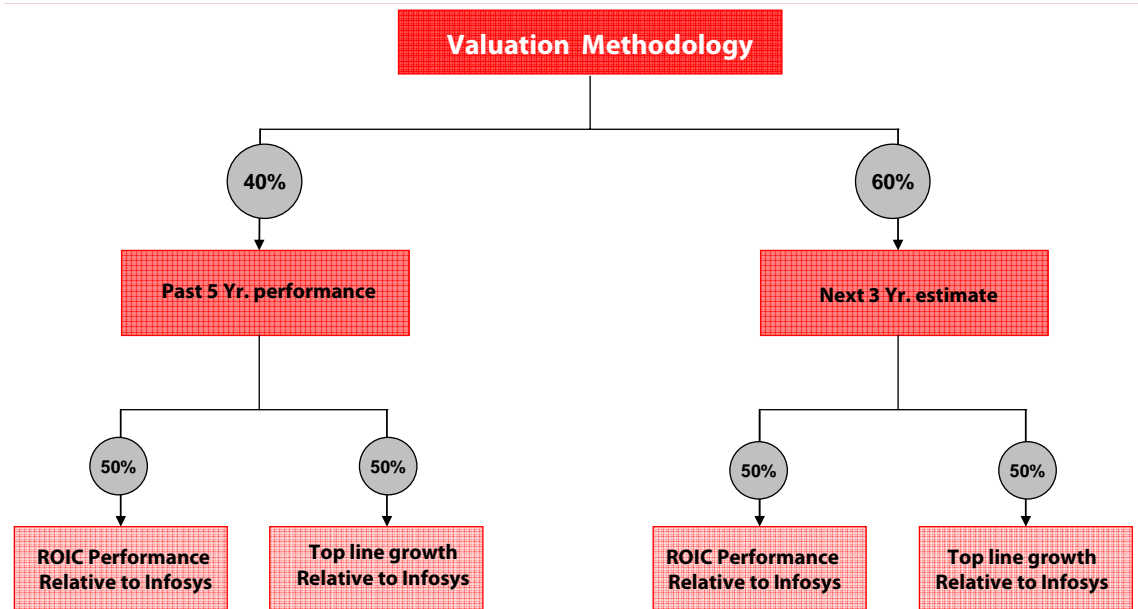 Valuation Methodology
40%
60%
Past 5 Yr. performance
Next 3 Yr. estimate
50%
50%
50%
50%
ROIC Performance
Relative to Infosys
Top line growth
Relative to Infosys
ROIC Performance
Relative to Infosys
Top line growth
Relative to Infosys